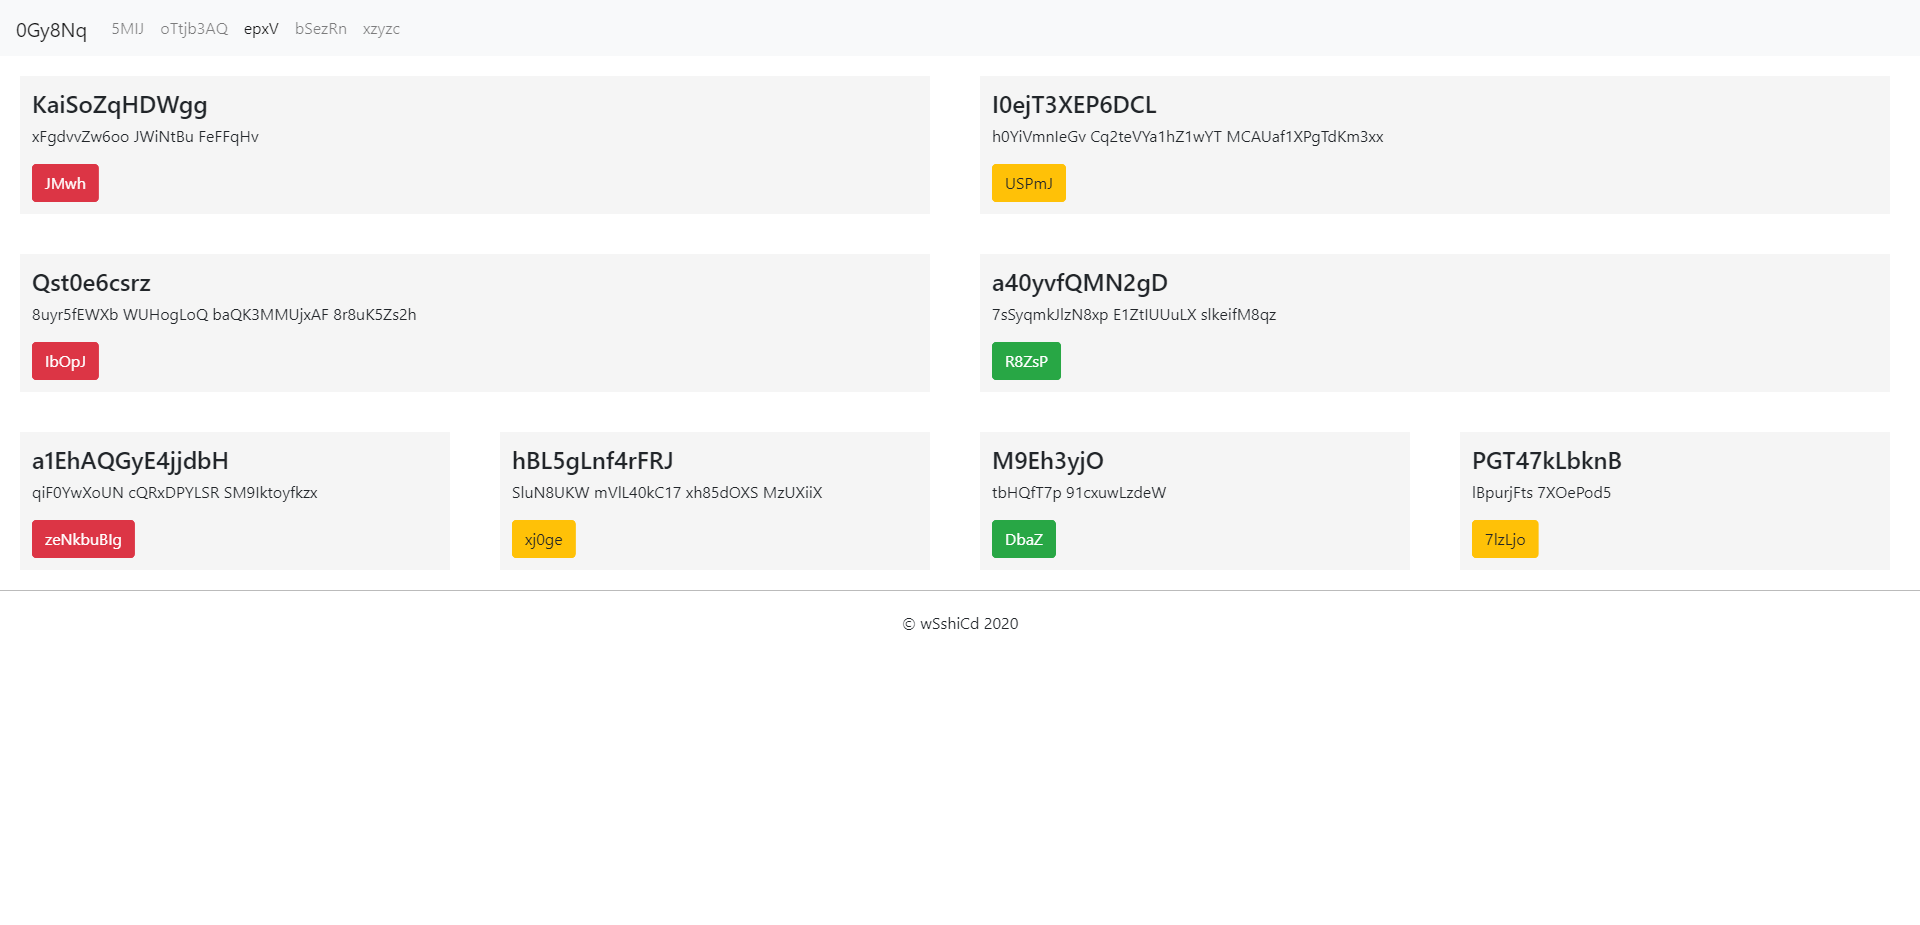 0Gy8Nq 5MIJ oTtjb3AQ epxV bSezRn xzyzc
KaiSoZqHDWgg
xFgdvvZw6oo JWiNtBu FeFFqHv
JMwh
I0ejT3XEP6DCL
h0YiVmnIeGv Cq2teVYa1hZ1wYT MCAUaf1XPgTdKm3xx
USPmJ
Qst0e6csrz
8uyr5fEWXb WUHogLoQ baQK3MMUjxAF 8r8uK5Zs2h
IbOpJ
a40yvfQMN2gD
7sSyqmkJlzN8xp E1ZtIUUuLX slkeifM8qz
R8ZsP
a1EhAQGyE4jjdbH
qiF0YwXoUN cQRxDPYLSR SM9Iktoyfkzx
zeNkbuBIg
hBL5gLnf4rFRJ
SluN8UKW mVlL40kC17 xh85dOXS MzUXiiX
xj0ge
M9Eh3yjO
tbHQfT7p 91cxuwLzdeW
DbaZ
PGT47kLbknB
lBpurjFts 7XOePod5
7lzLjo
© wSshiCd 2020